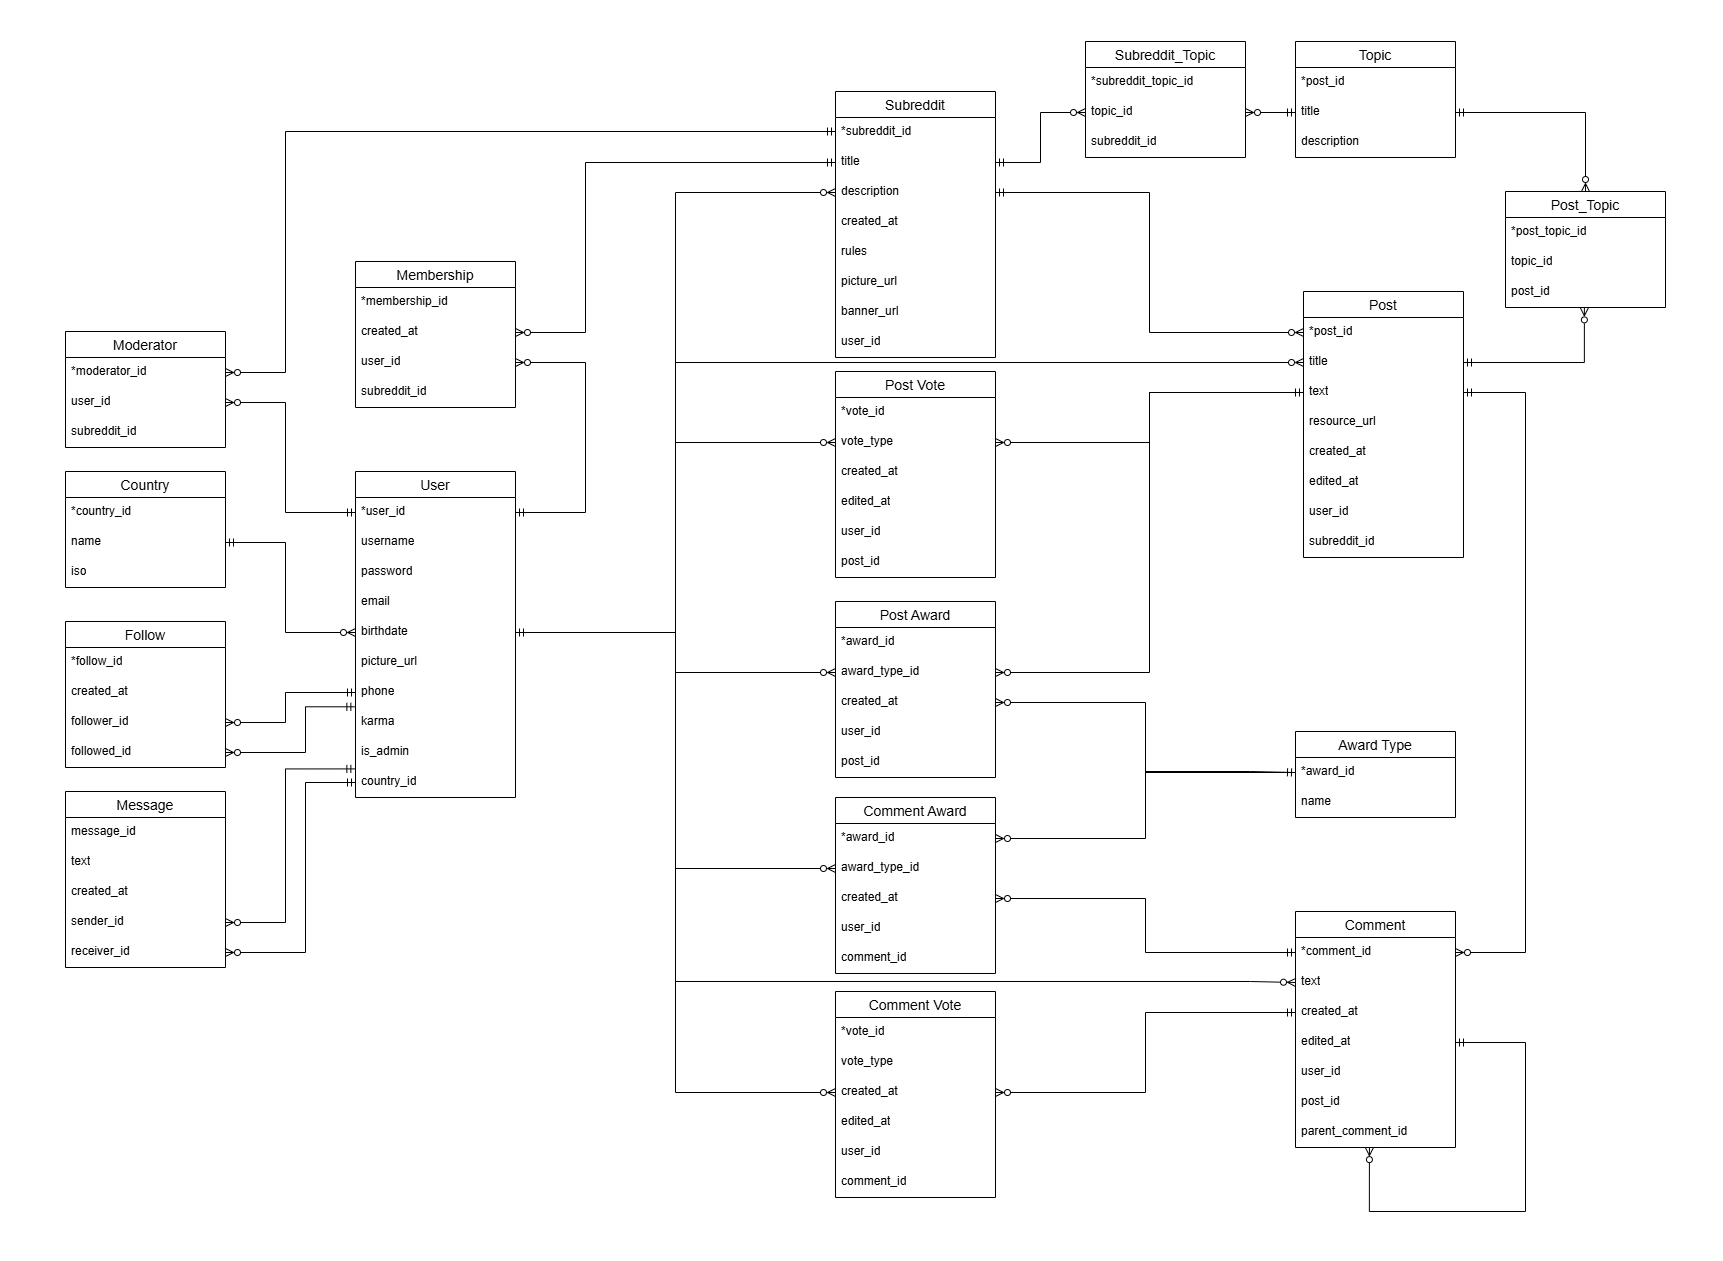 Subreddit_Topic
*subreddit_topic_id
topic_id
subreddit_id
Topic
*post_id
title
description
Subreddit
*subreddit_id
title
description
created_at
rules
picture_url
banner_url
user_id
Post_Topic
*post_topic_id
topic_id
post_id
Membership
*membership_id
created_at
user_id
subreddit_id
Post
*post_id
title
text
resource_url
created_at
edited_at
user_id
subreddit_id
Moderator
*moderator_id
user_id
subreddit_id
Post Vote
*vote_id
vote_type
created_at
edited_at
user_id
post_id
Country
*country_id
name
iso
User
*user_id
username
password
email
birthdate
picture_url
phone
karma
is_admin
country_id
Post Award
*award_id
award_type_id
created_at
user_id
post_id
Follow
*follow_id
created_at
follower_id
followed_id
Award Type
*award_id
name
Message
message_id
text
created_at
sender_id
receiver_id
Comment Award
*award_id
award_type_id
created_at
user_id
comment_id
Comment
*comment_id
text
created_at
edited_at
user_id
post_id
parent_comment_id
Comment Vote
*vote_id
vote_type
created_at
edited_at
user_id
comment_id